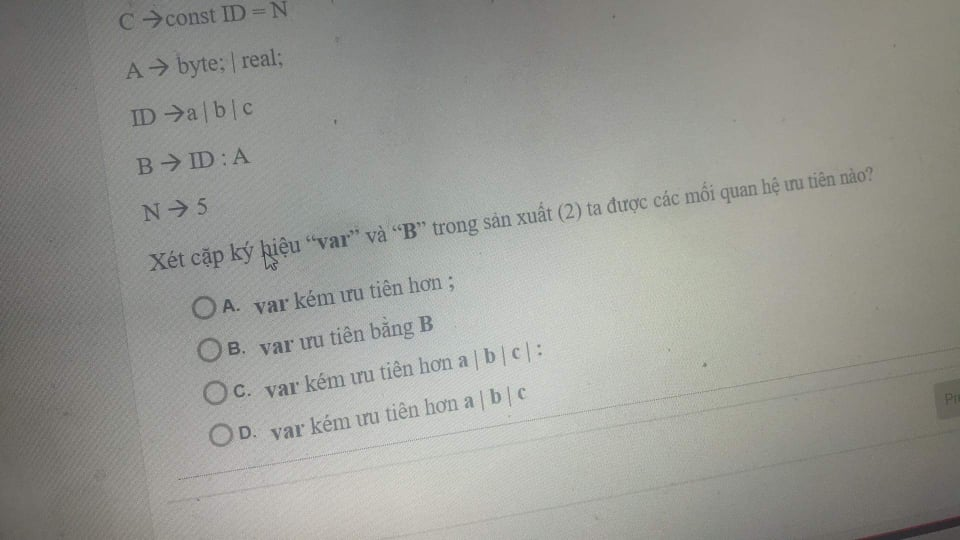 C →const ID = N
A → byte; | real;
ID →a | b | c
B → ID : A
N → 5
Xét cặp ký hiệu “var” và “B” trong sản xuất (2) ta được các mối quan hệ ưu tiên nào?
A. var kém ưu tiên hơn ;
B. var ưu tiên bằng B
C. var kém ưu tiên hơn a | b | c | :
D. var kém ưu tiên hơn a | b | c